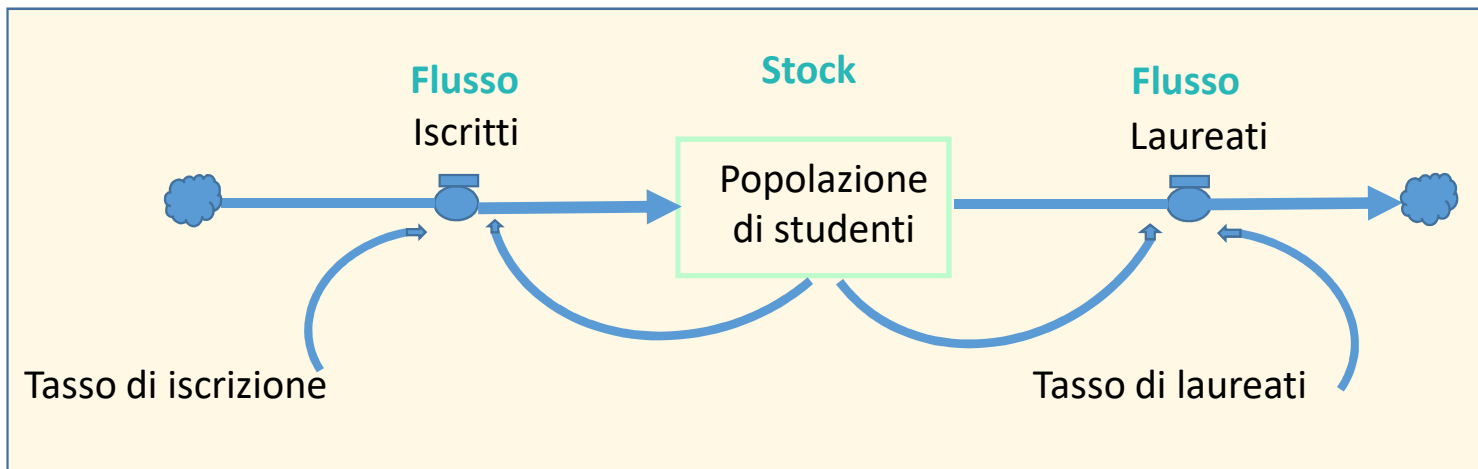 Flusso
Iscritti
Stock
Flusso
Laureati
Popolazione
di studenti
Tasso di iscrizione
Tasso di laureati